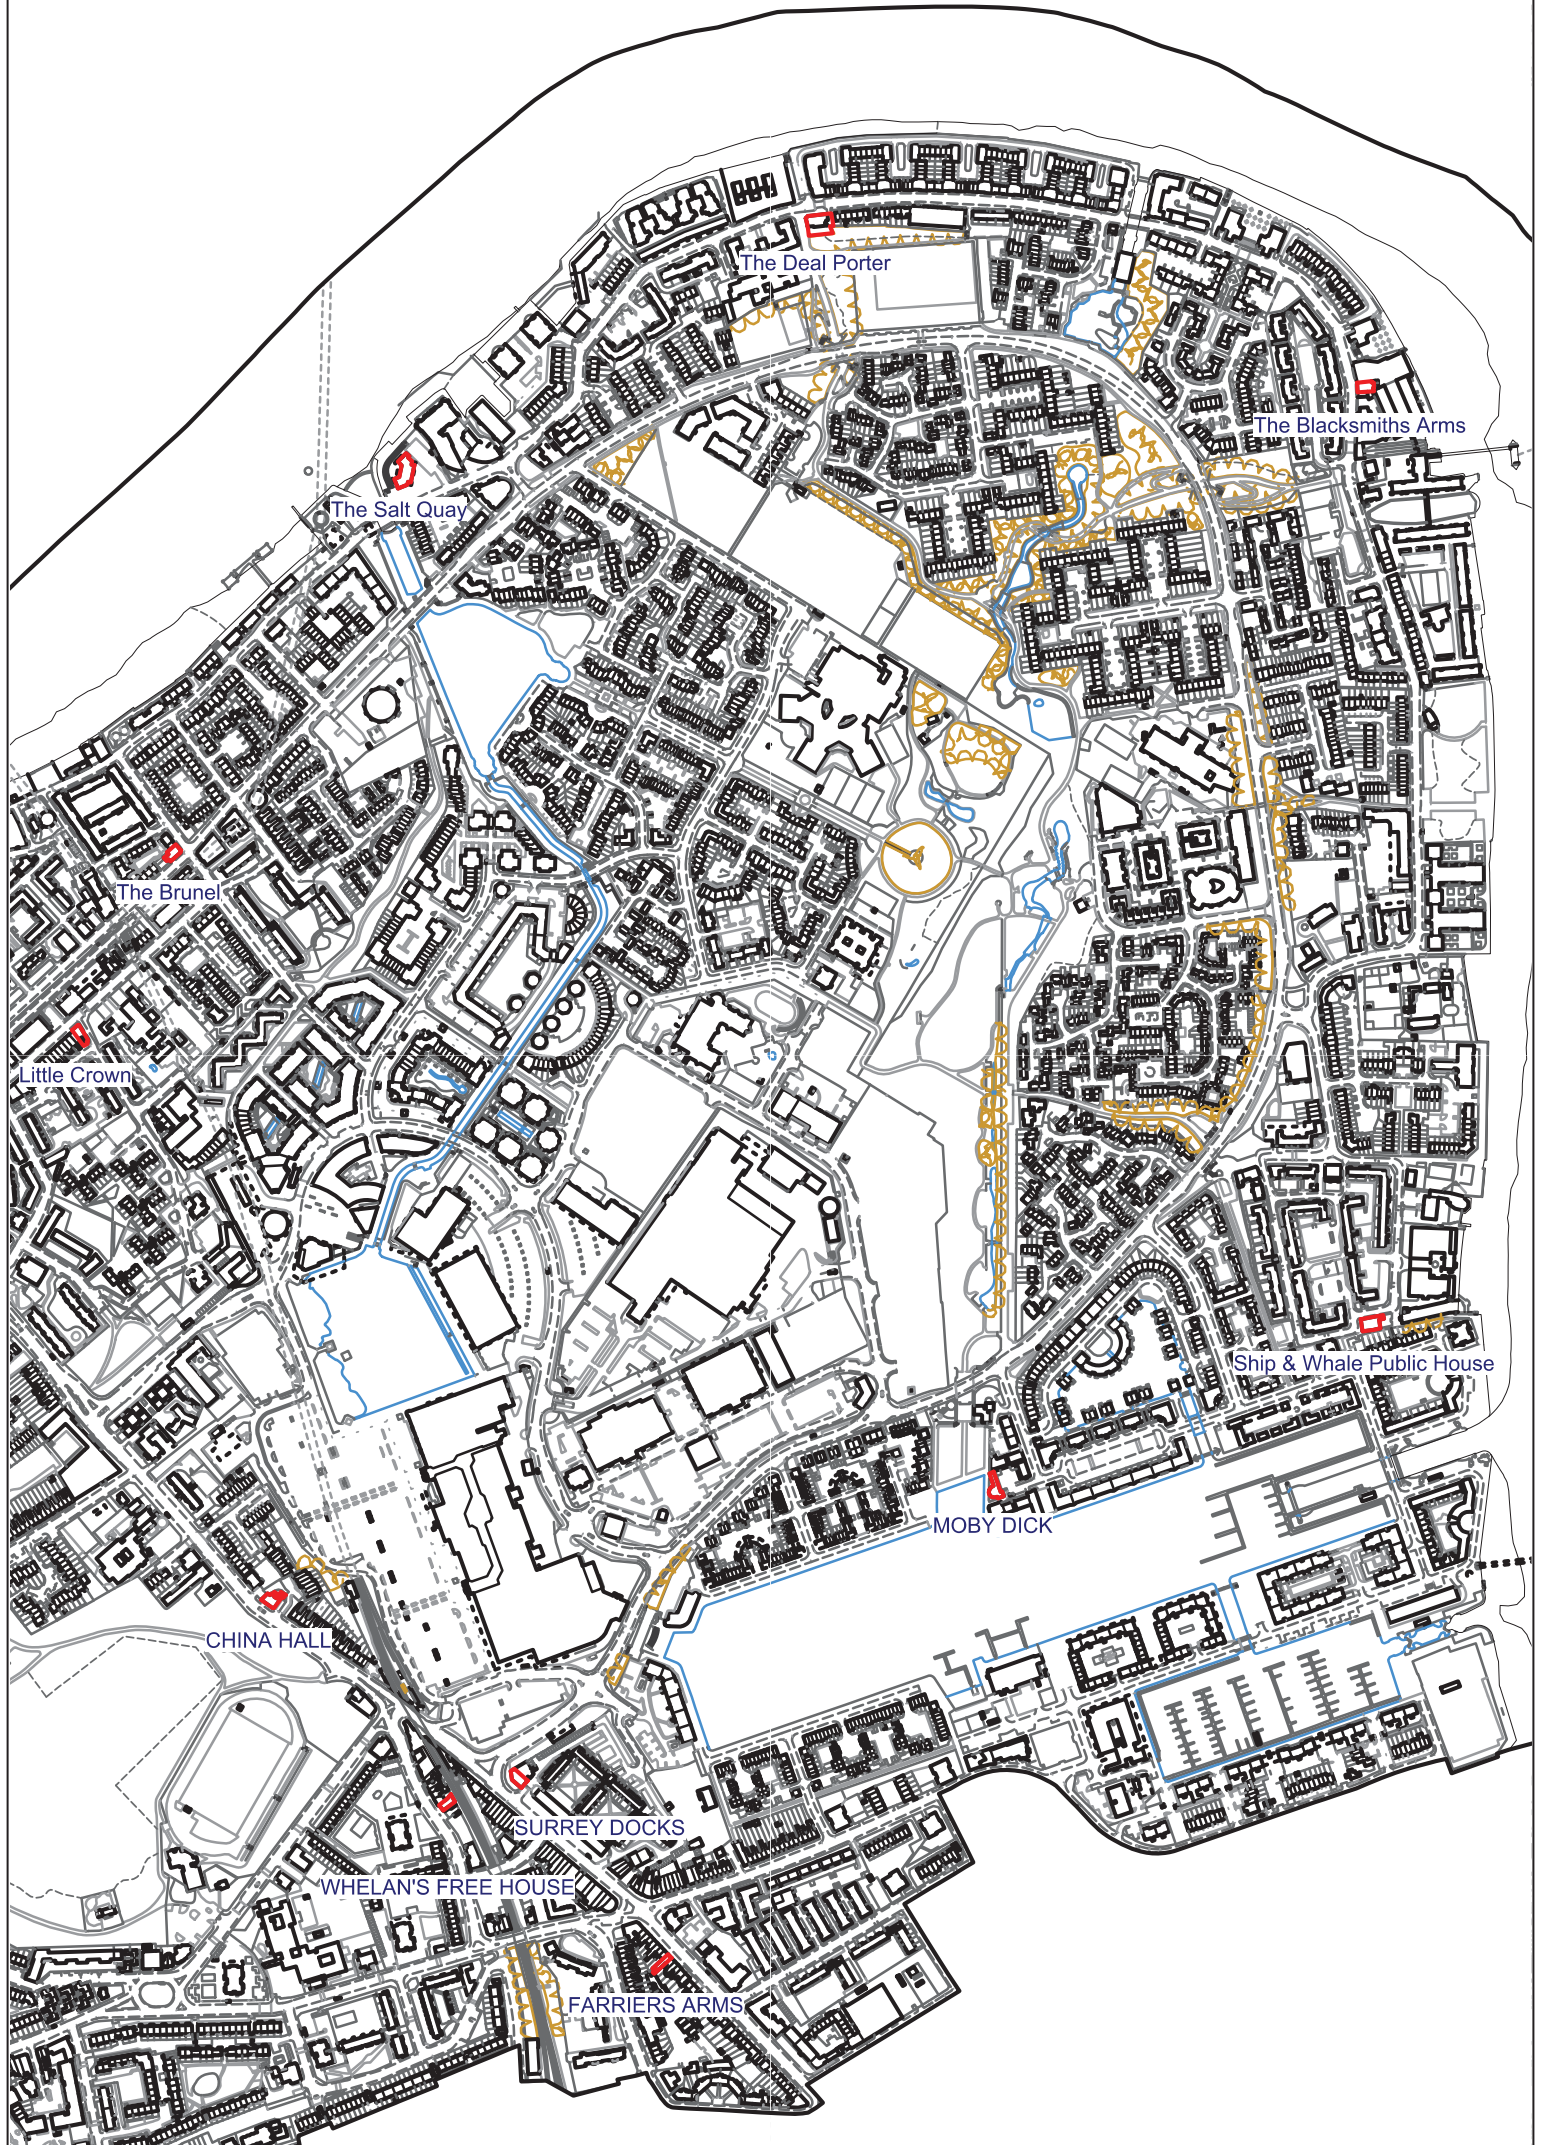 The Deal Porter
The Blacksmiths Arms
The Salt Quay
The Brunel
Little Crown
Ship & Whale Public House
MOBY DICK
CHINA HALL
SURREY DOCKS
WHELAN'S FREE HOUSE
FARRIERS ARMS